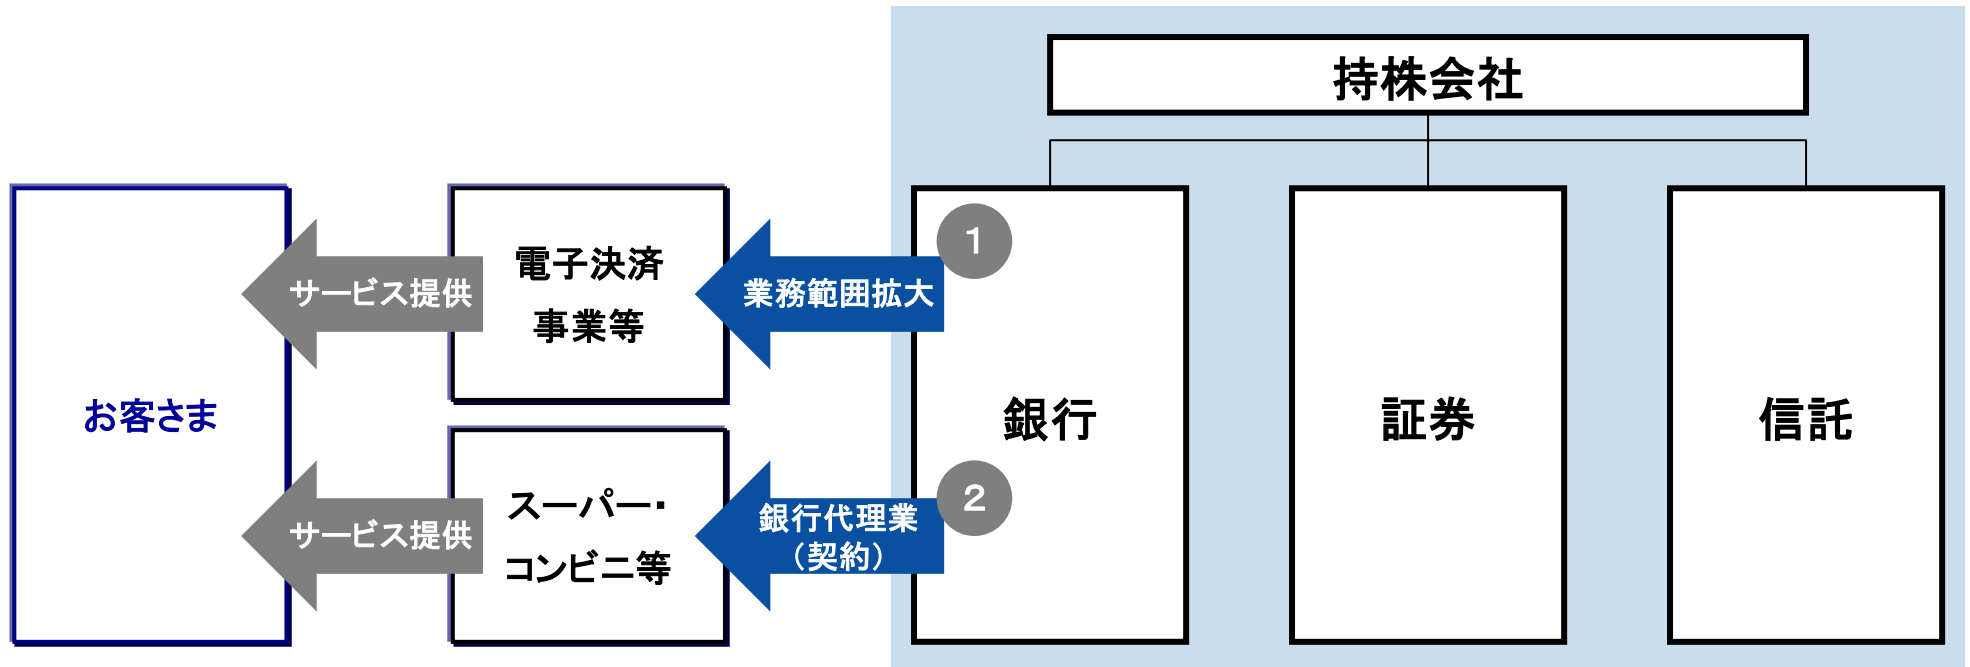 持株会社
お客さま
サービス提供
電子決済
事業等
業務範囲拡大
1
サービス提供
スーパー・
コンビニ等
銀行代理業
（契約）
2
銀行
証券
信託